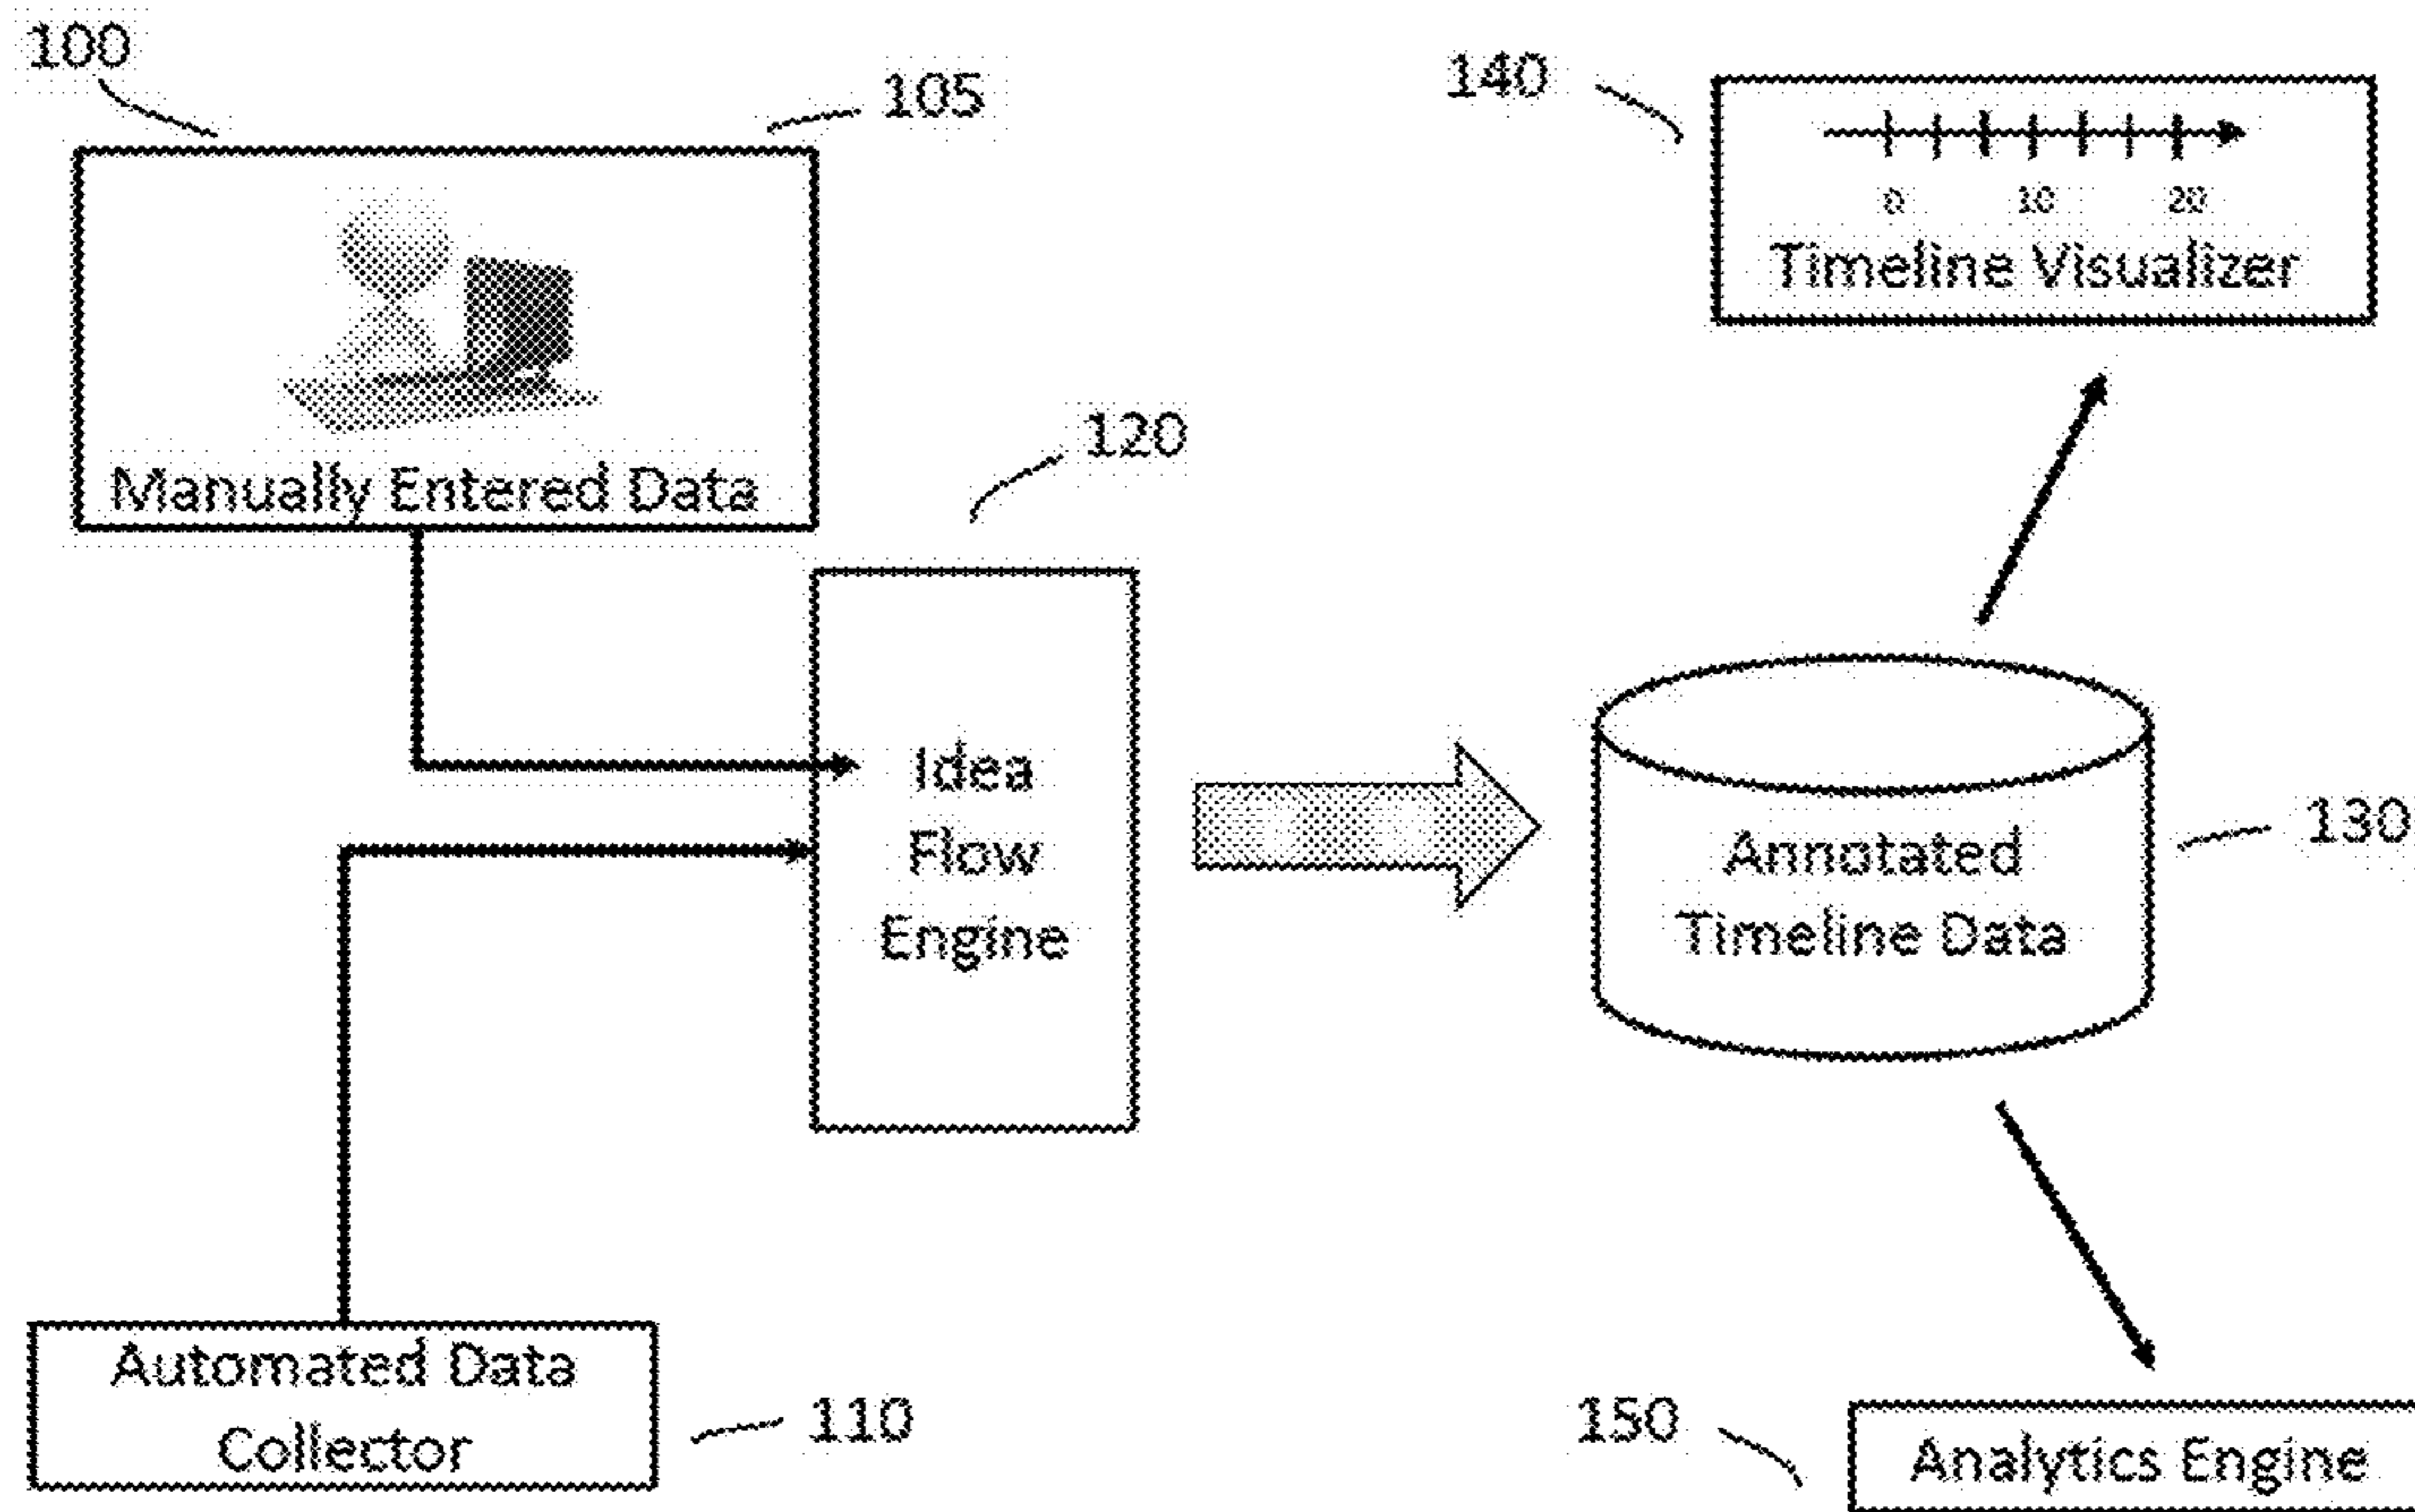 100
105
Manually Entered Data
120
Idea
Flow
Engine
Automated Data
Collector
110
140
0 10 20
Timeline Visualizer
Annotated
Timeline Data
130
150
Analytics Engine